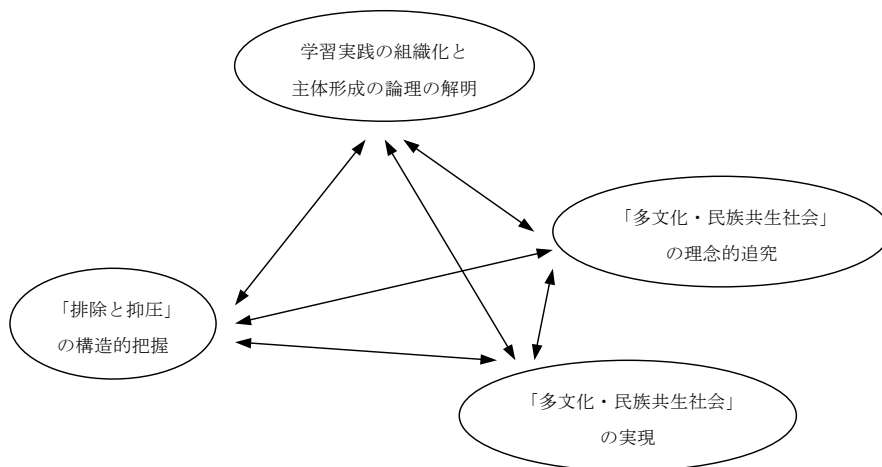 学習実践の組織化と
主体形成の論理の解明
「多文化・民族共生社会」
の理念的追究
「排除と抑圧」
の構造的把握
「多文化・民族共生社会」
の実現